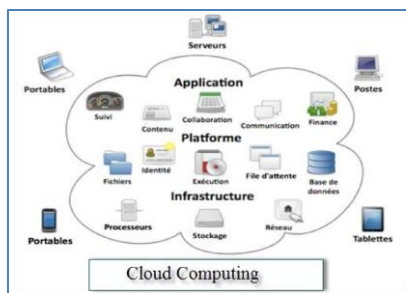 Serveurs
Application
Portables
Postes
Suivi
Contenu
Collaboration
Communication
Finance
Platforme
Fichiers
Identité
Exécution
File d'attente
Base de
données
Infrastructure
Portables
Processeurs
Stockage
Réseau
Tablettes
Cloud Computing